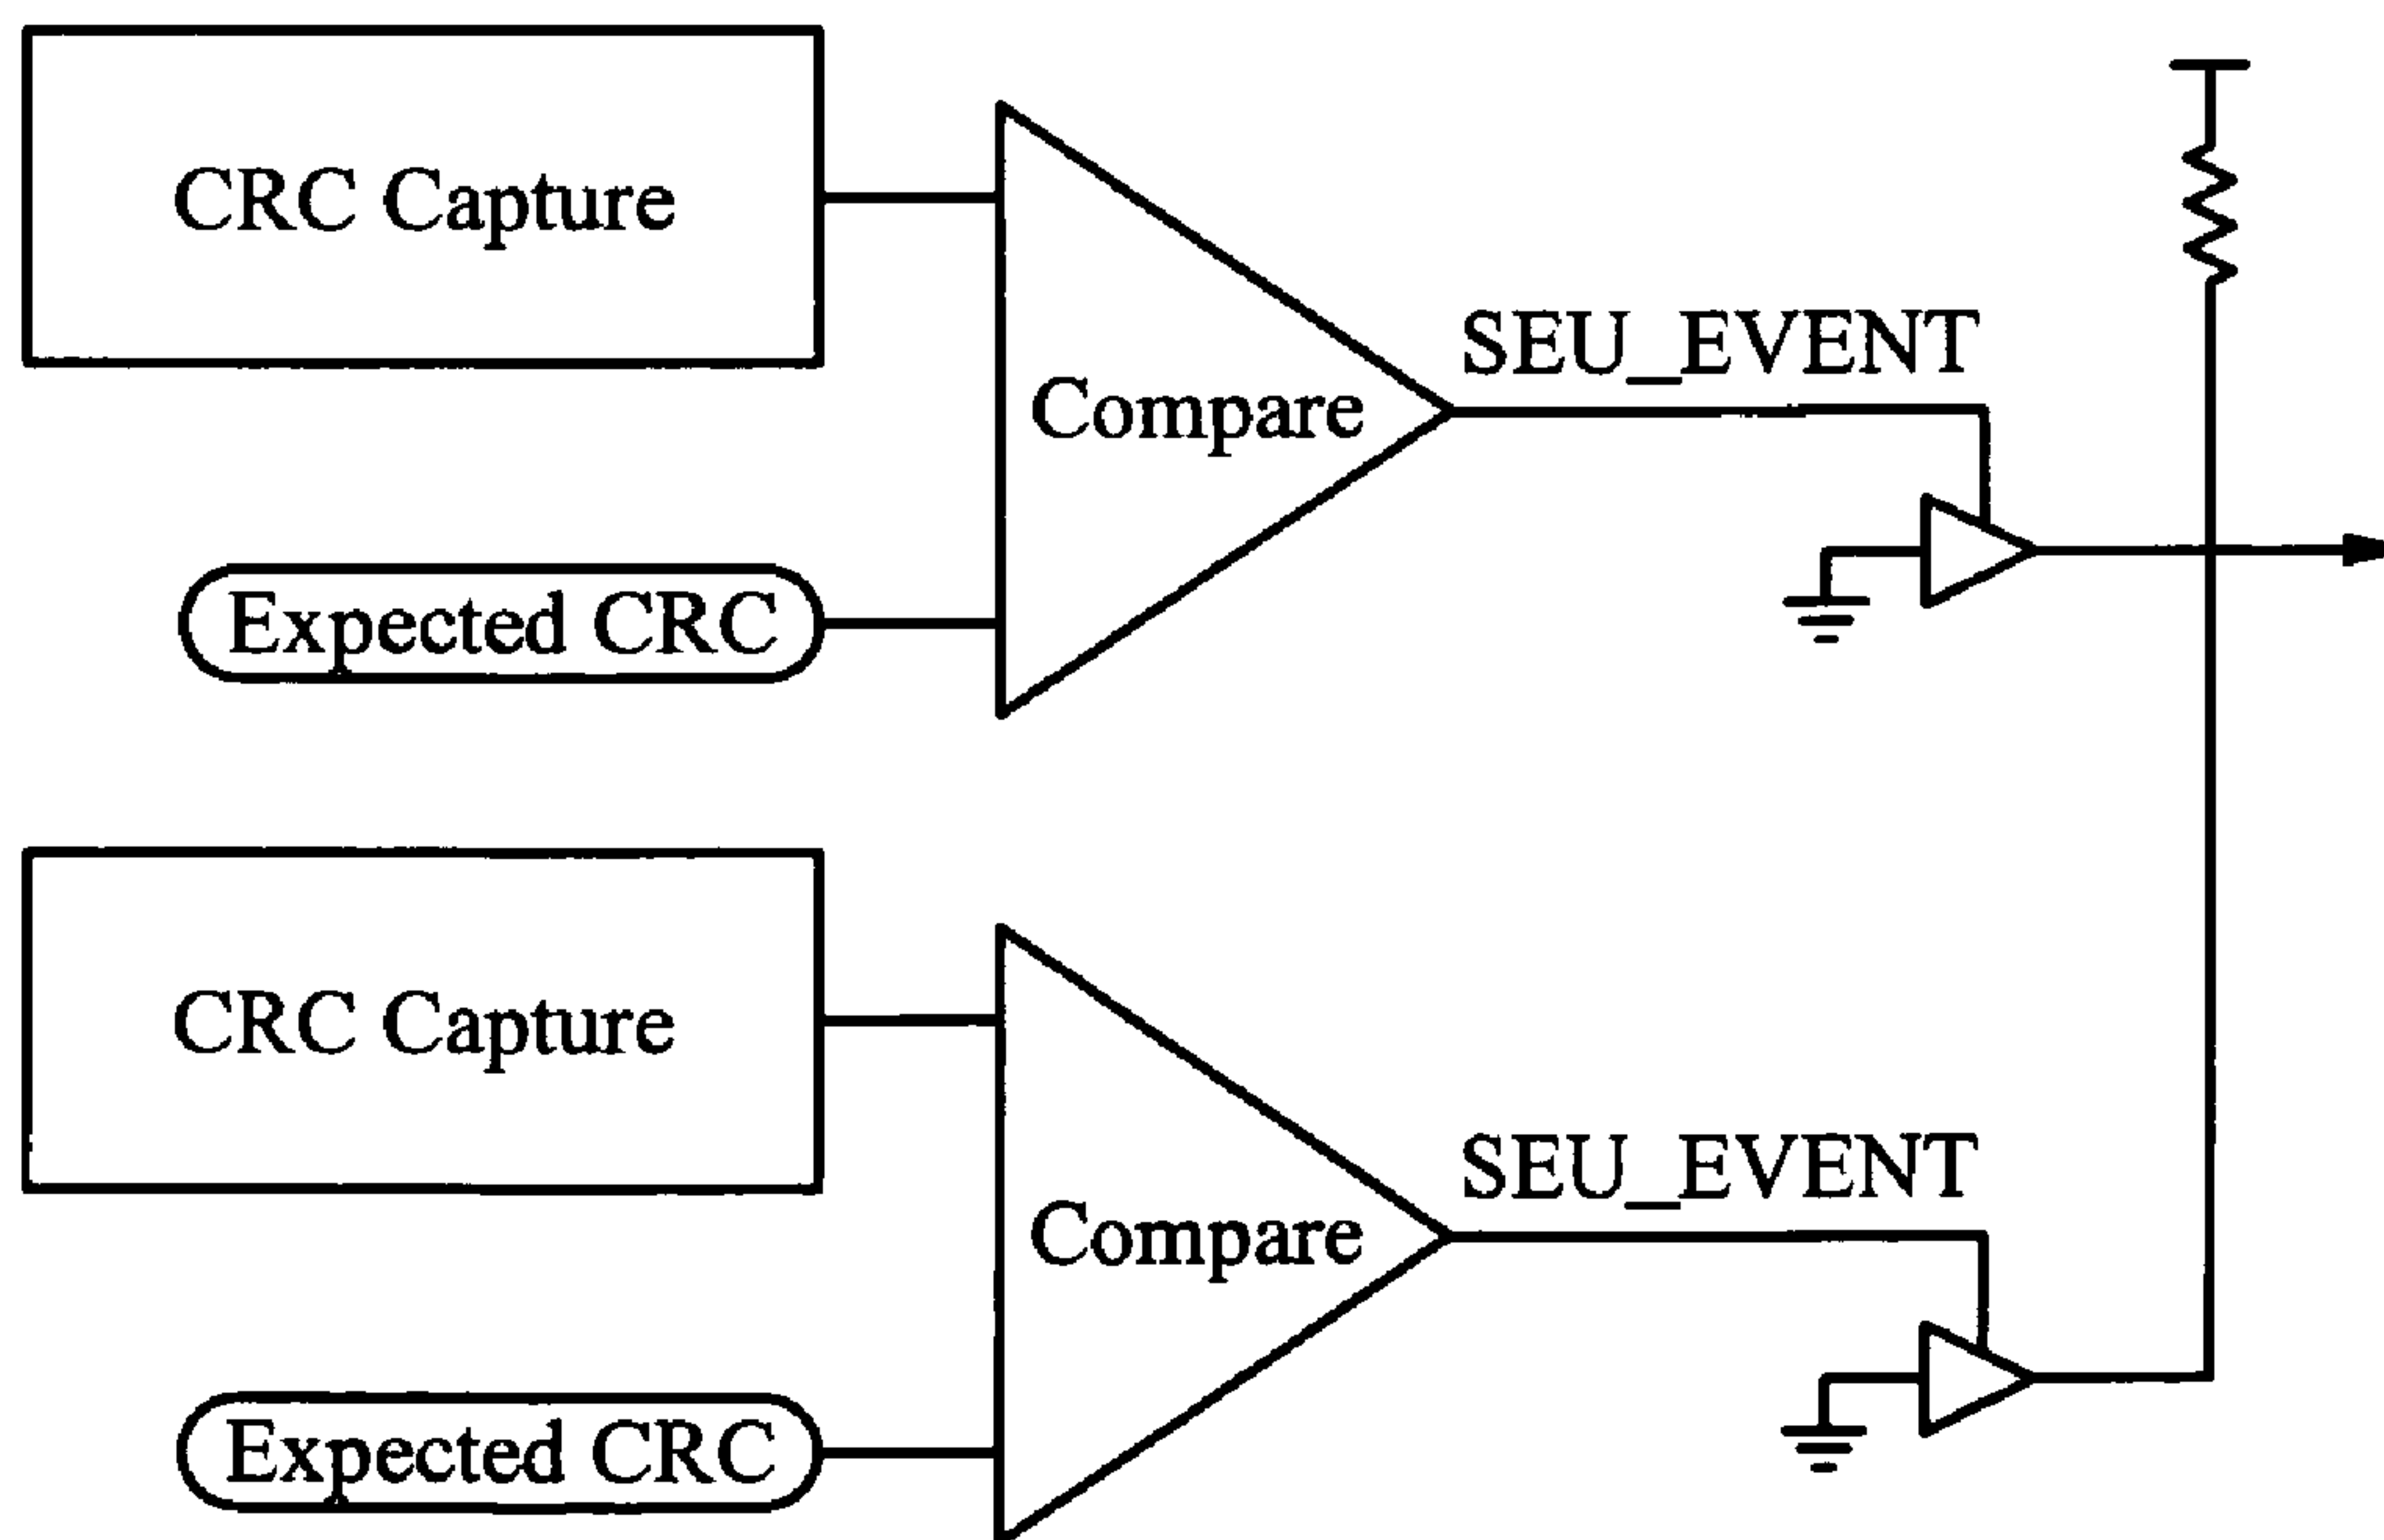 CRC Capture
Compare
SEU_EVENT
Expected CRC
CRC Capture
Compare
SEU_EVENT
Expected CRC